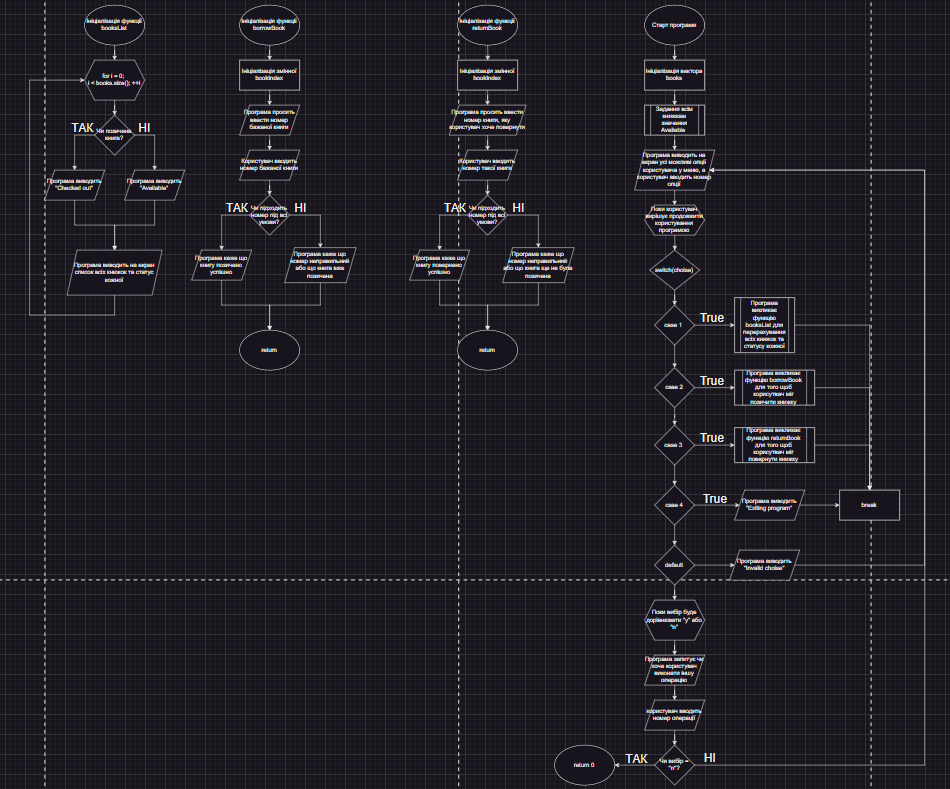 Ініціалізація функції
booksList
for i = 0;
i < books.size(); ++i
Чи позичена
книга?
ТАК
НІ
Програма виводить
"Checked out"
Програма виводить
"Available"
Програма виводить на екран
список всіх книжок та статус
кожної
Ініціалізація функції
borrowBook
Ініціалізація змінної
bookIndex
Програма просить
ввести номер
бажаної книги
Користувач вводить
номер бажаної книги
Чи підходить
номер під всі
умови?
ТАК
НІ
Програма каже що
книгу позичено
успішно
Програма каже що
номер неправильний
або що книга вже
позичена
return
Ініціалізація функції
returnBook
Ініціалізація змінної
bookIndex
Програма просить ввести
номер книги, яку
користувач хоче повернути
Користувач вводить
номер такої книги
Чи підходить
номер під всі
умови?
ТАК
НІ
Програма каже що
книгу повернено
успішно
Програма каже що
номер неправильний
або що книга ще не була
позичена
return
Старт програми
Ініціалізація вектора
books
Задання всім
книжкам
значення
Available
Програма виводить на
екран усі можливі опції
користувача у меню, а
користувач вводить номер
опції
Поки користувач
вирішує продовжити
користування
програмою
switch(choise)
case 1
True
Програма
викликає
функцію
booksList для
перерахування
всіх книжок та
статусу кожної
case 2
True
Програма викликає
функцію borrowBook
для того щоб
користувач міг
позичити книжку
case 3
True
Програма викликає
функцію returnBook
для того щоб
користувач міг
повернути книжку
case 4
True
Програма виводить
"Exiting program"
break
default
Програма виводить
"Invalid choise"
Поки вибір буде
дорівнювати "y" або
"n"
Програма запитує чи
хоче користувач
виконати іншу
операцію
користувач вводить
номер операції
Чи вибір =
"n"?
ТАК
НІ
return 0